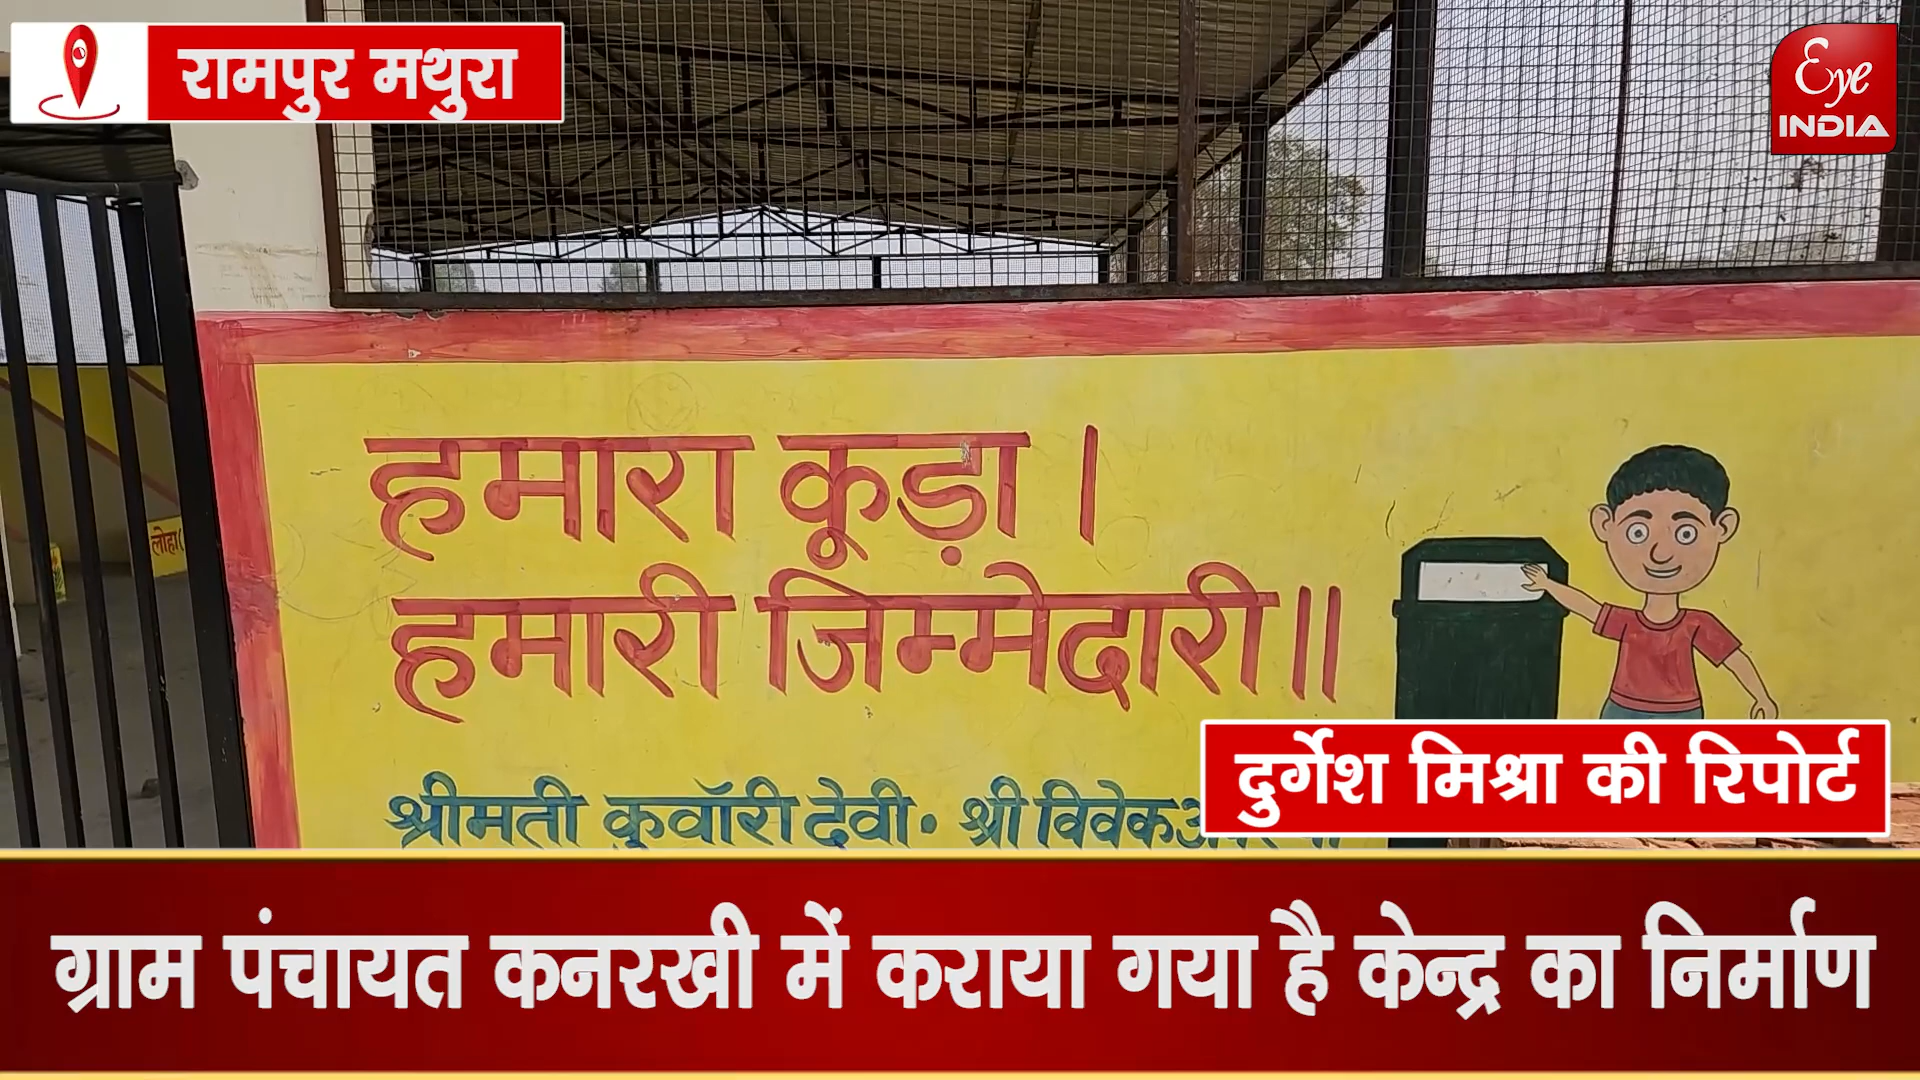 रामपुर मथुरा
Eye
INDIA
हमारा कूड़ा।
हमारी जिम्मेदारी॥
लोहा
दुर्गेश मिश्रा की रिपोर्ट
श्रीमती कुवॉरी देवी • श्री विवेक
ग्राम पंचायत कनरखी में कराया गया है केन्द्र का निर्माण